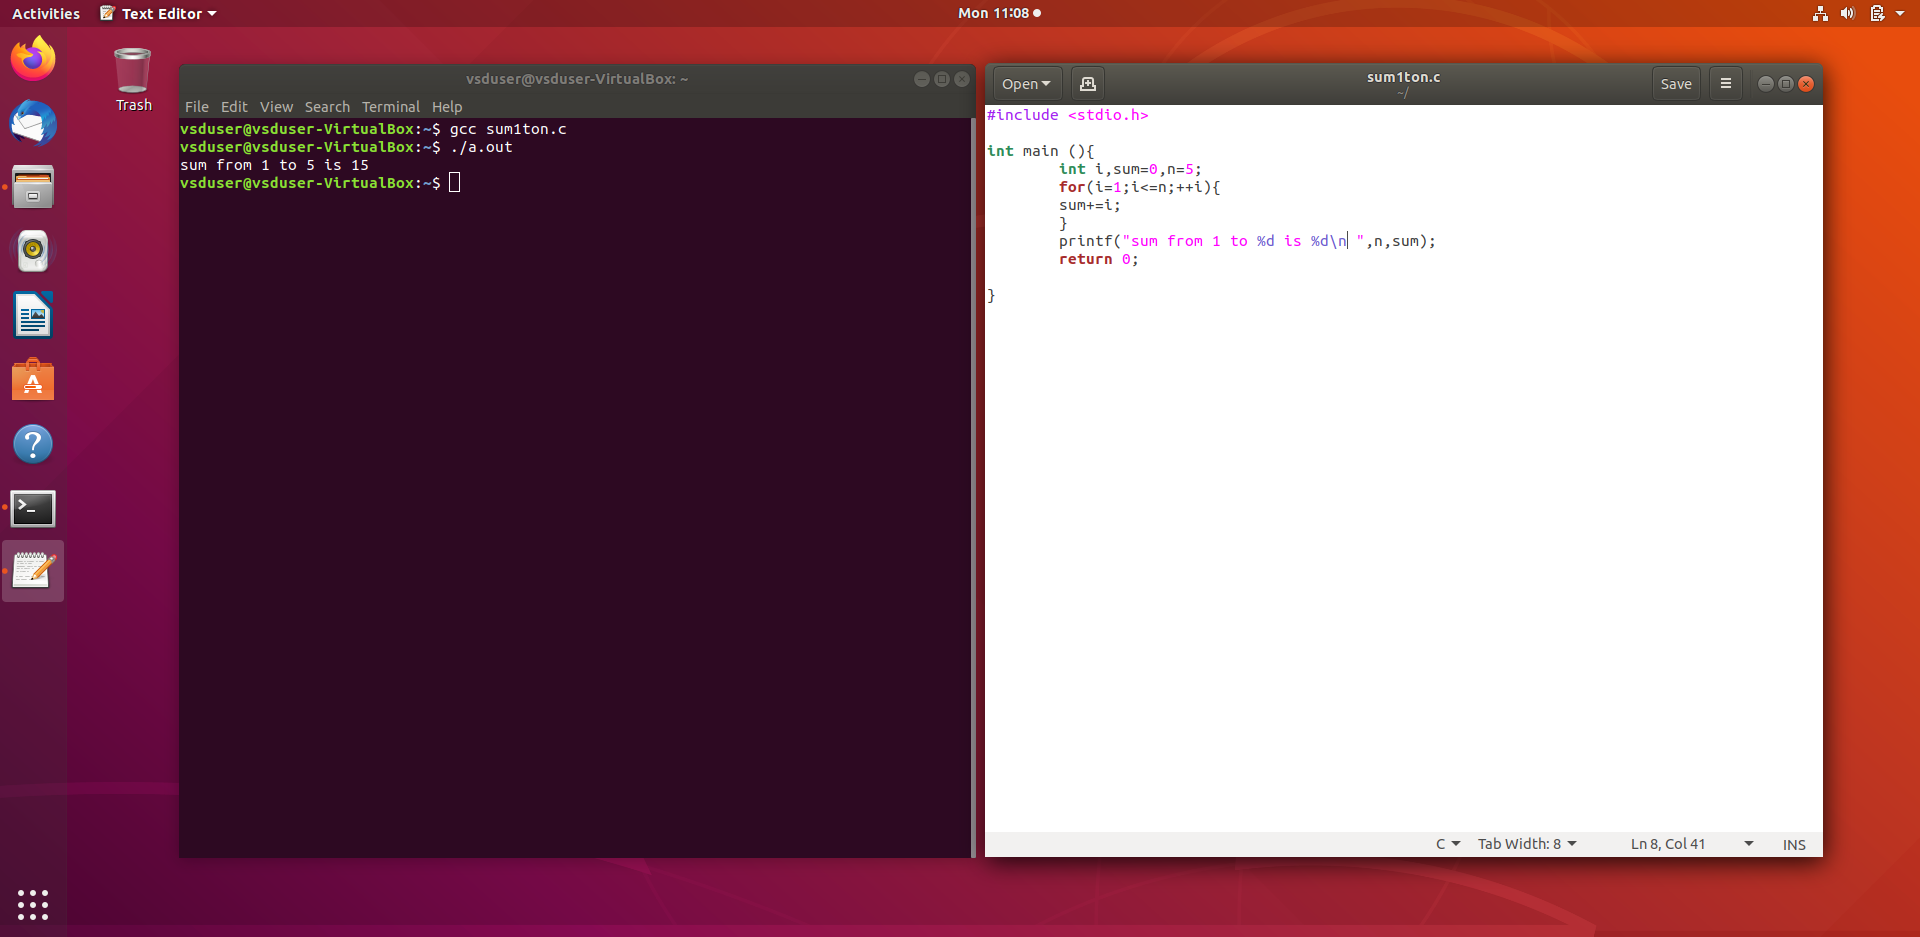 Activities Text Editor Mon 11:08
Trash
vsduser@vsduser-VirtualBox: ~
File Edit View Search Terminal Help
vsduser@vsduser-VirtualBox:~$ gcc sum1ton.c
vsduser@vsduser-VirtualBox:~$ ./a.out
sum from 1 to 5 is 15
vsduser@vsduser-VirtualBox:~$
Open sum1ton.c Save
~/
#include <stdio.h>
int main (){
int i,sum=0,n=5;
for(i=1;i<=n;++i){
sum+=i;
}
printf("sum from 1 to %d is %d\n ",n,sum);
return 0;
}
C Tab Width: 8 Ln 8, Col 41 INS